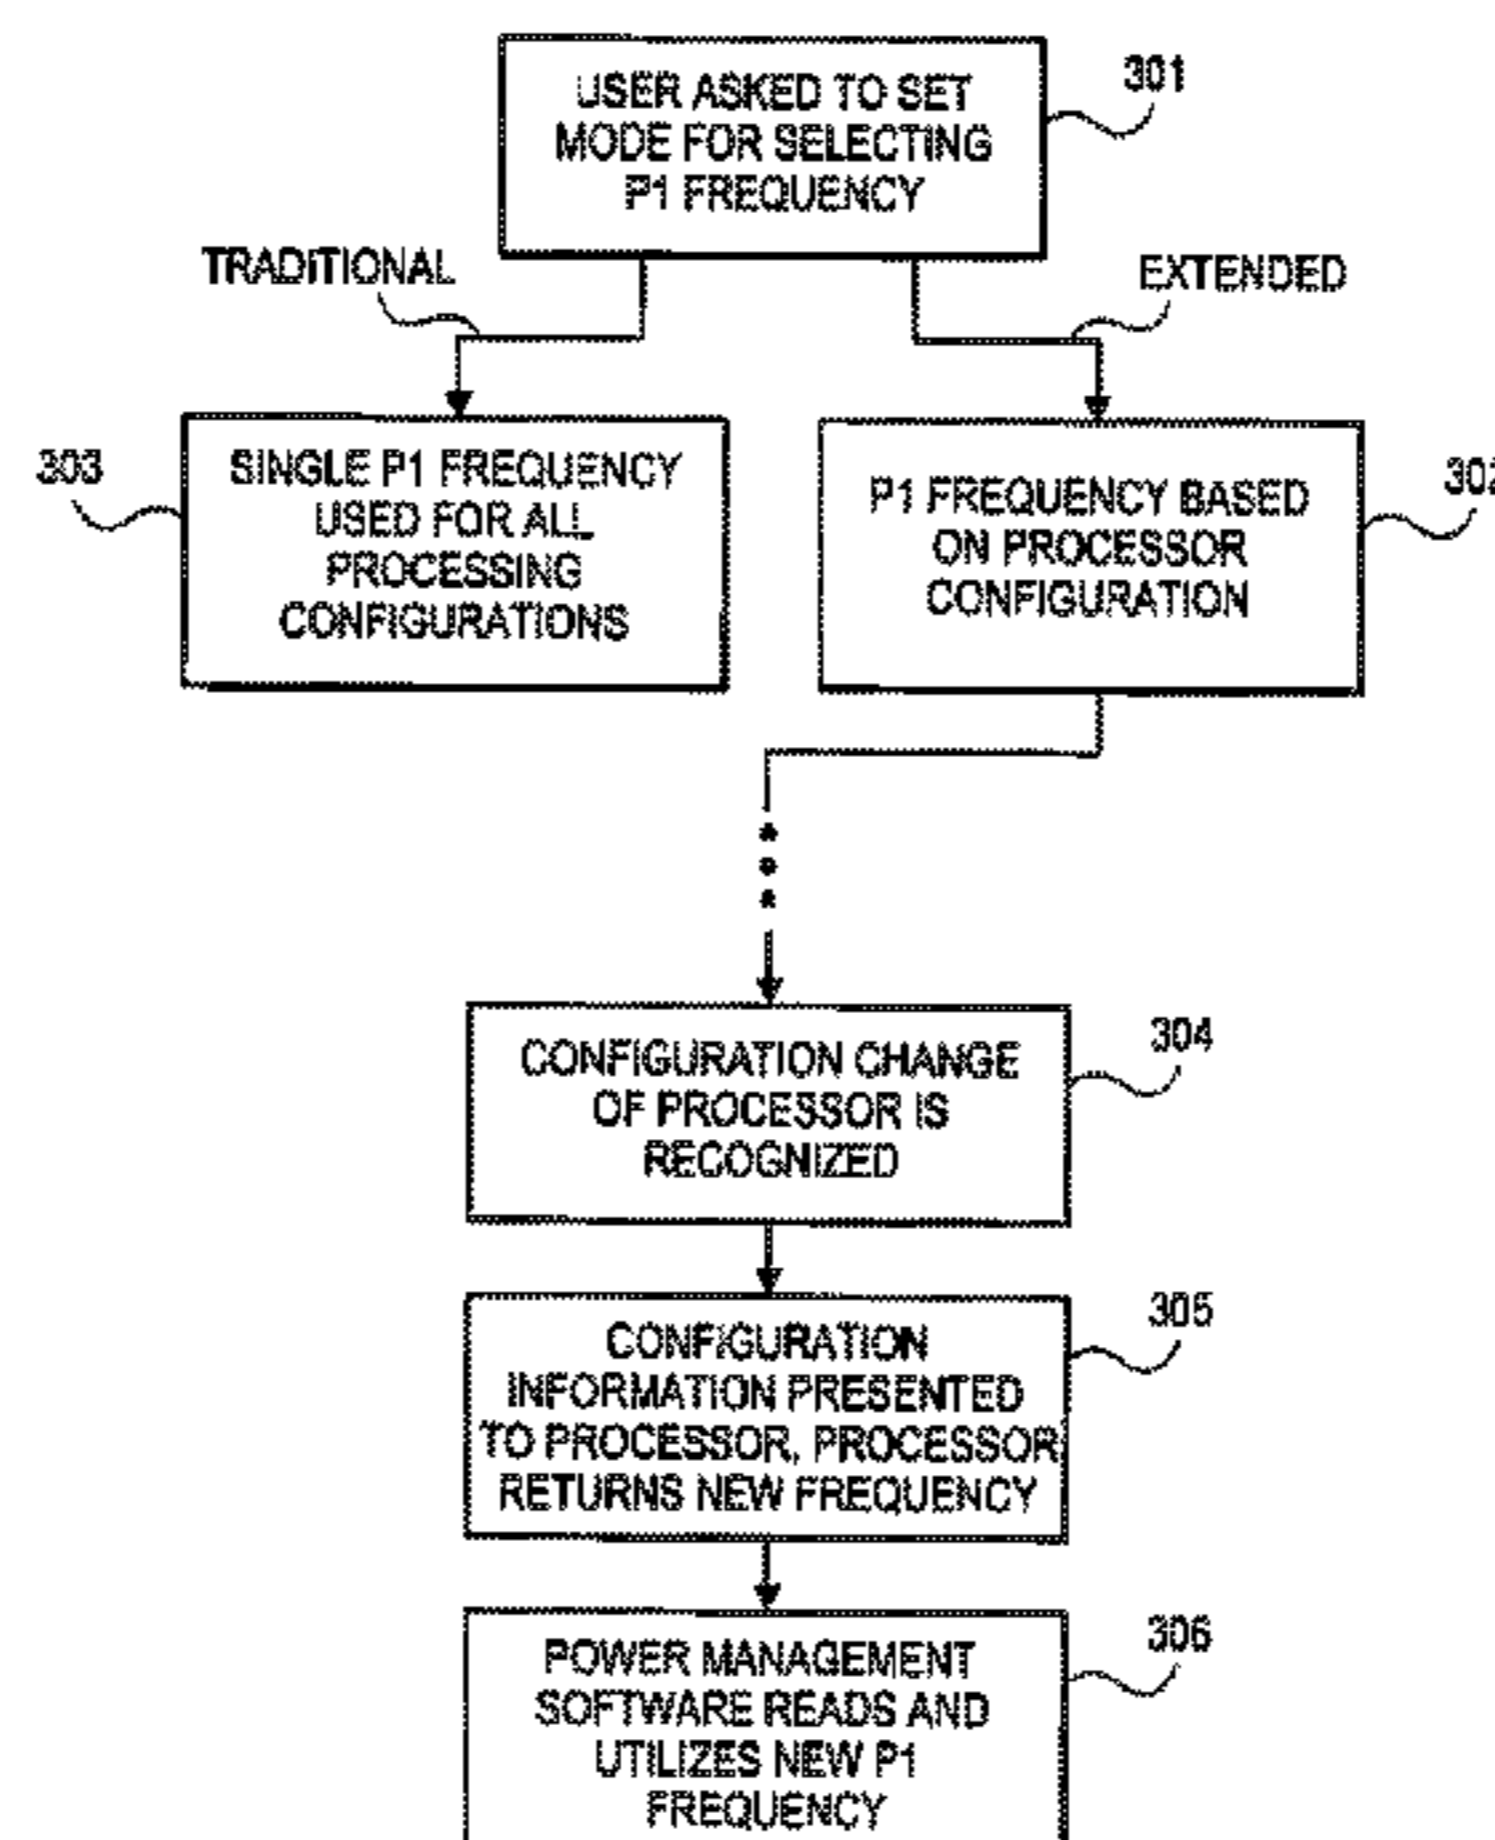 USER ASKED TO SET
MODE FOR SELECTING
P1 FREQUENCY
301
TRADITIONAL
EXTENDED
303
SINGLE P1 FREQUENCY
USED FOR ALL
PROCESSING
CONFIGURATIONS
P1 FREQUENCY BASED
ON PROCESSOR
CONFIGURATION
302
CONFIGURATION CHANGE
OF PROCESSOR IS
RECOGNIZED
304
CONFIGURATION
INFORMATION PRESENTED
TO PROCESSOR, PROCESSOR
RETURNS NEW FREQUENCY
305
POWER MANAGEMENT
SOFTWARE READS AND
UTILIZES NEW P1
FREQUENCY
306